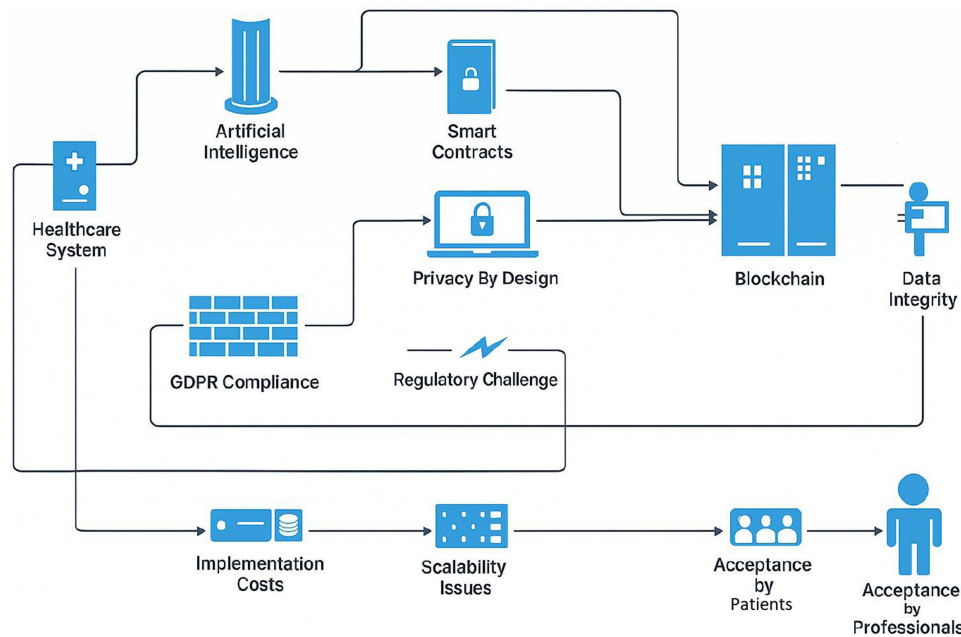 Artificial
Intelligence
Smart
Contracts
Healthcare
System
Privacy By Design
Blockchain
Data
Integrity
GDPR Compliance
Regulatory Challenge
Implementation
Costs
Scalability
Issues
Acceptance
by
Patients
Acceptance
by
Professionals